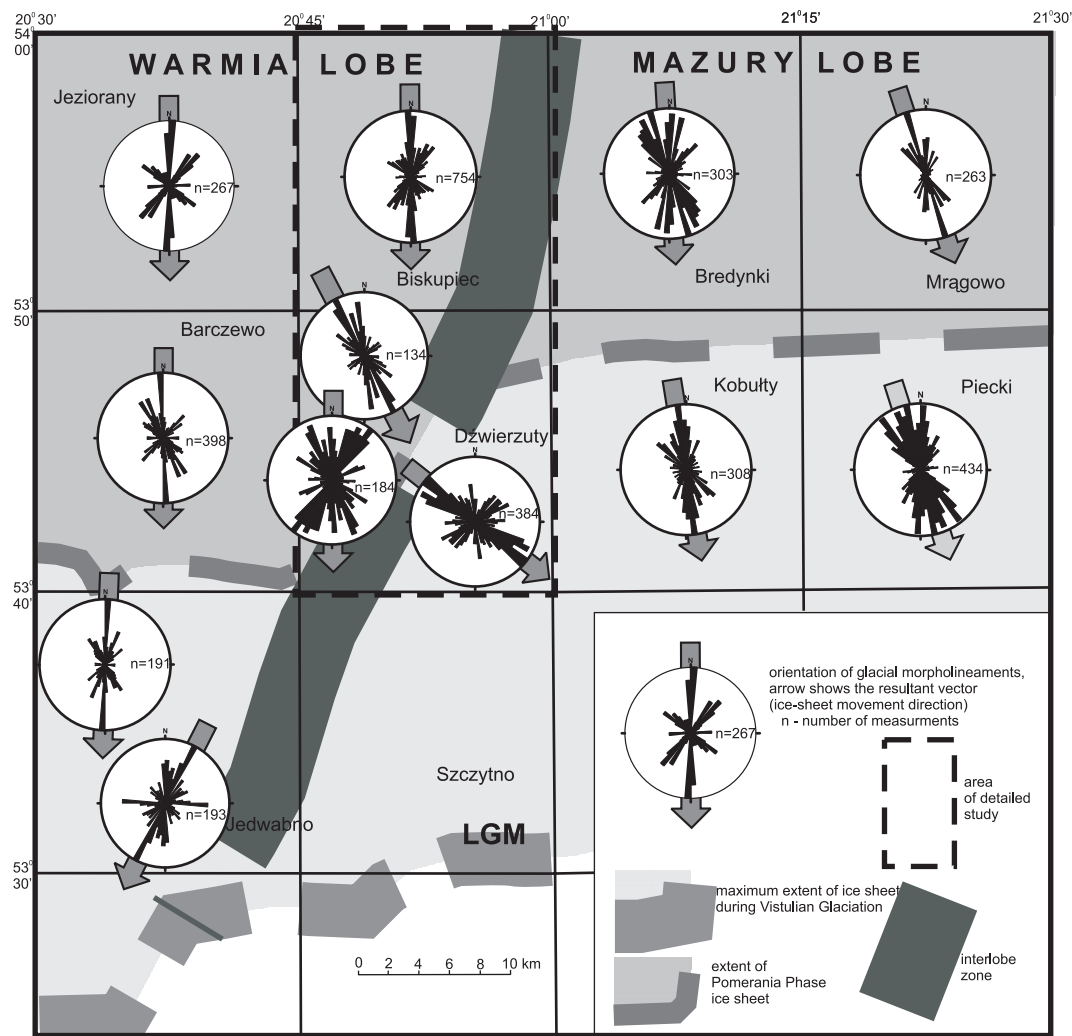 20° 30'
20° 45'
21° 00'
21° 15'
21° 30'
54°
00'
WARMIA LOBE
MAZURY LOBE
Jeziorany
N
n=267
N
n=754
Biskupiec
N
n=303
Bredynki
N
n=263
Mrągowo
53°
50'
Barczewo
N
n=398
N
n=134
N
n=184
Dźwierzuty
N
n=384
Kobułty
N
n=308
Piecki
N
n=434
53°
40'
N
n=191
N
n=193
Jedwabno
Szczytno
LGM
53°
30'
0 2 4 6 8 10 km
N
n=267
orientation of glacial morpholineaments,
arrow shows the resultant vector
(ice-sheet movement direction)
n - number of measurments
area
of detailed
study
maximum extent of ice sheet
during Vistulian Glaciation
extent of
Pomerania Phase
ice sheet
interlobe
zone